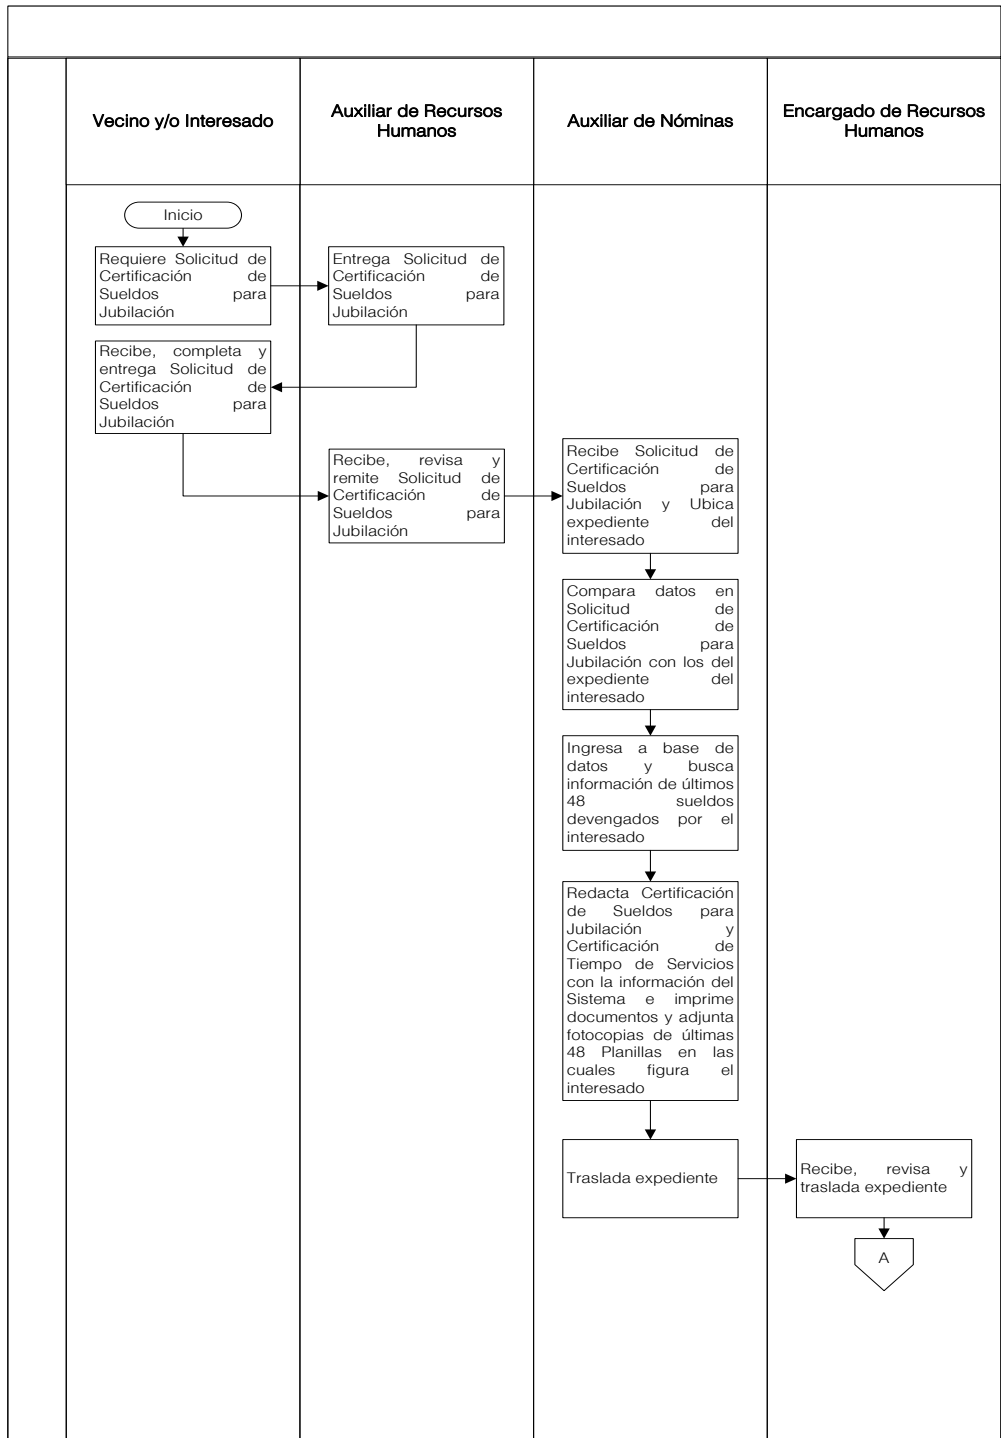 Vecino y/o Interesado
Auxiliar de Recursos
Humanos
Auxiliar de Nóminas
Encargado de Recursos
Humanos
Inicio
Requiere Solicitud de
Certificación de
Sueldos para
Jubilación
Entrega Solicitud de
Certificación de
Sueldos para
Jubilación
Recibe, completa y
entrega Solicitud de
Certificación de
Sueldos para
Jubilación
Recibe, revisa y
remite Solicitud de
Certificación de
Sueldos para
Jubilación
Recibe Solicitud de
Certificación de
Sueldos para
Jubilación y Ubica
expediente del
interesado
Compara datos en
Solicitud de
Certificación de
Sueldos para
Jubilación con los del
expediente del
interesado
Ingresa a base de
datos y busca
información de últimos
48 sueldos
devengados por el
interesado
Redacta Certificación
de Sueldos para
Jubilación y
Certificación de
Tiempo de Servicios
con la información del
Sistema e imprime
documentos y adjunta
fotocopias de últimas
48 Planillas en las
cuales figura el
interesado
Traslada expediente
Recibe, revisa y
traslada expediente
A